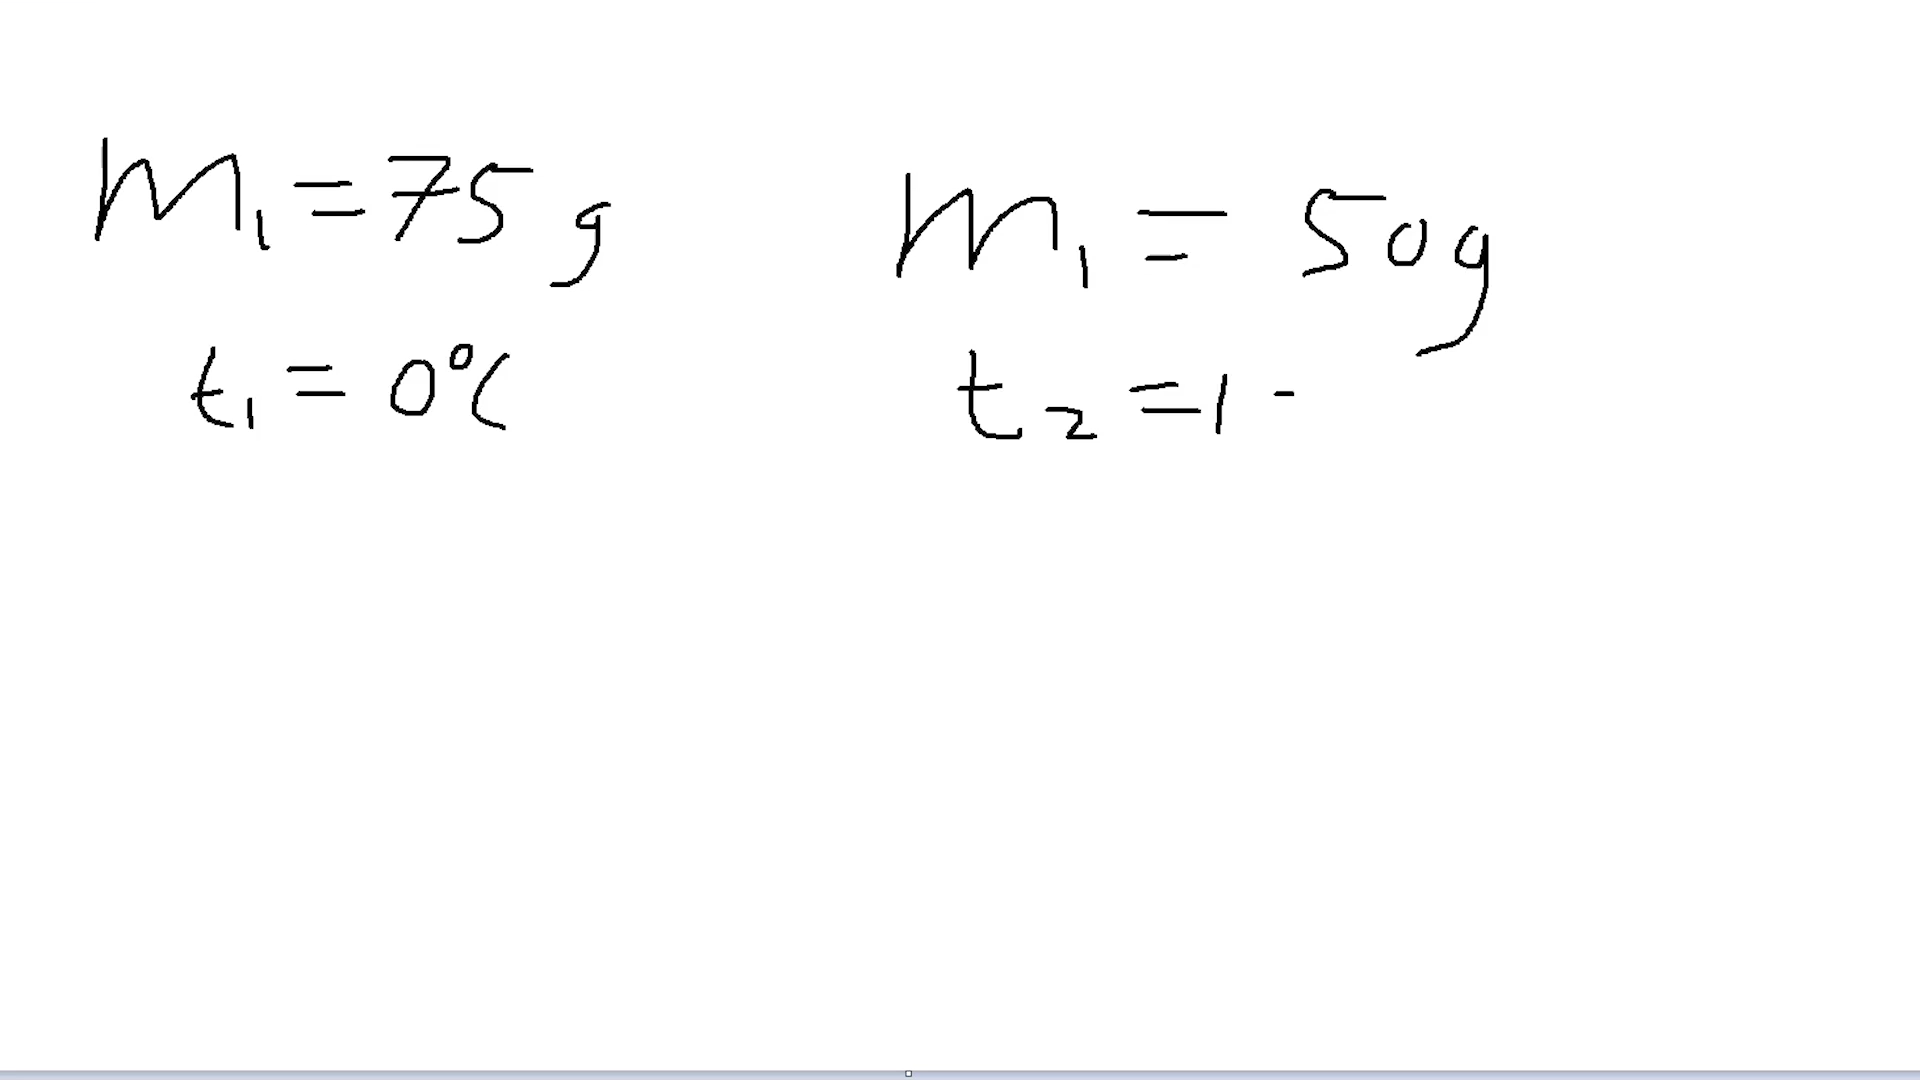 m₁ = 75 g
t₁ = 0°C
m₁ = 50g
t₂ = 1 -